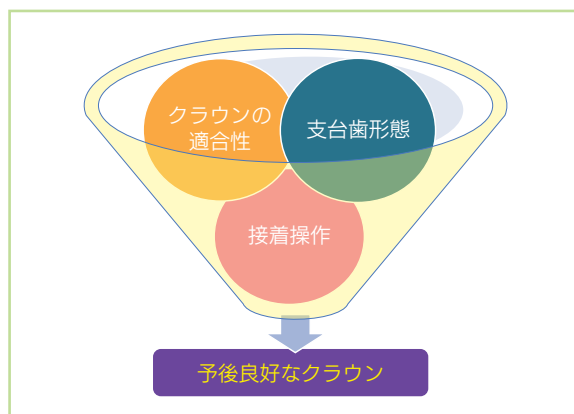 クラウンの
適合性
支台歯形態
接着操作
予後良好なクラウン